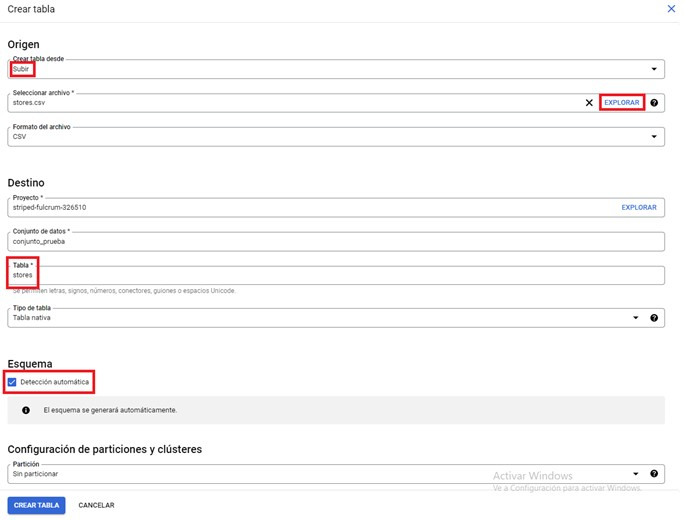 Crear tabla
Origen
Crear tabla desde
Subir
Seleccionar archivo *
stores.csv
EXPLORAR
Formato del archivo
CSV
Destino
Proyecto *
striped-fulcrum-326510
EXPLORAR
Conjunto de datos *
conjunto_prueba
Tabla *
stores
Se permiten letras, signos, números, conectores, guiones o espacios Unicode.
Tipo de tabla
Tabla nativa
Esquema
Detección automática
El esquema se generará automáticamente.
Configuración de particiones y clústeres
Partición
Sin particionar
Activar Windows
Ve a Configuración para activar Windows.
CREAR TABLA
CANCELAR